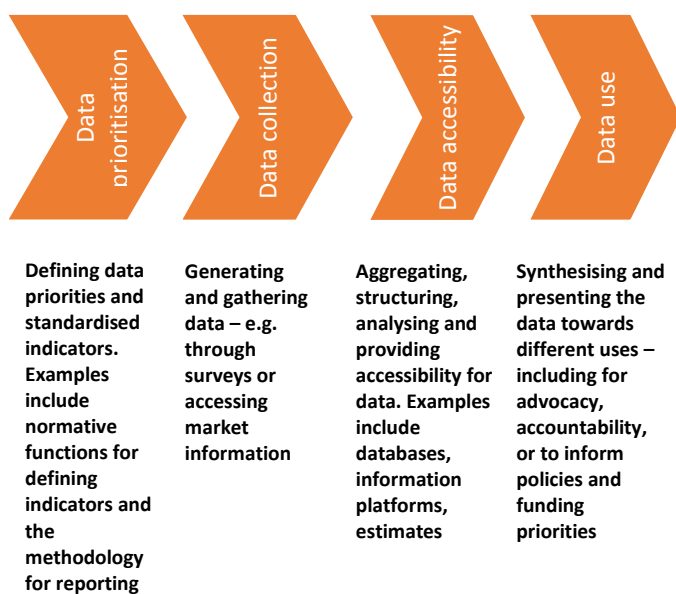 Data
prioritisation
Data collection
Data accessibility
Data use
Defining data
priorities and
standardised
indicators.
Examples
include
normative
functions for
defining
indicators and
the
methodology
for reporting
Generating
and gathering
data – e.g.
through
surveys or
accessing
market
information
Aggregating,
structuring,
analysing and
providing
accessibility for
data. Examples
include
databases,
information
platforms,
estimates
Synthesising and
presenting the
data towards
different uses –
including for
advocacy,
accountability,
or to inform
policies and
funding
priorities